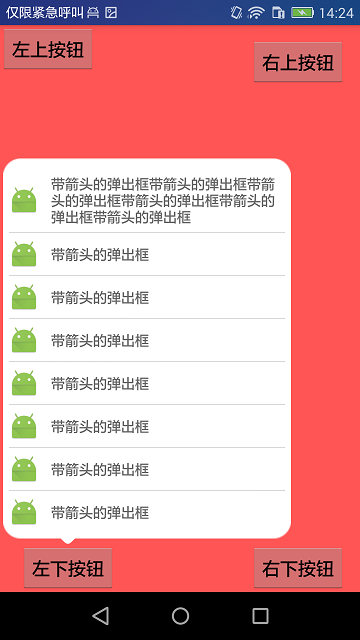 仅限紧急呼叫 14:24
左上按钮
右上按钮
带箭头的弹出框带箭头的弹出框带箭
头的弹出框带箭头的弹出框带箭头的
弹出框带箭头的弹出框
带箭头的弹出框
带箭头的弹出框
带箭头的弹出框
带箭头的弹出框
带箭头的弹出框
带箭头的弹出框
带箭头的弹出框
左下按钮 右下按钮